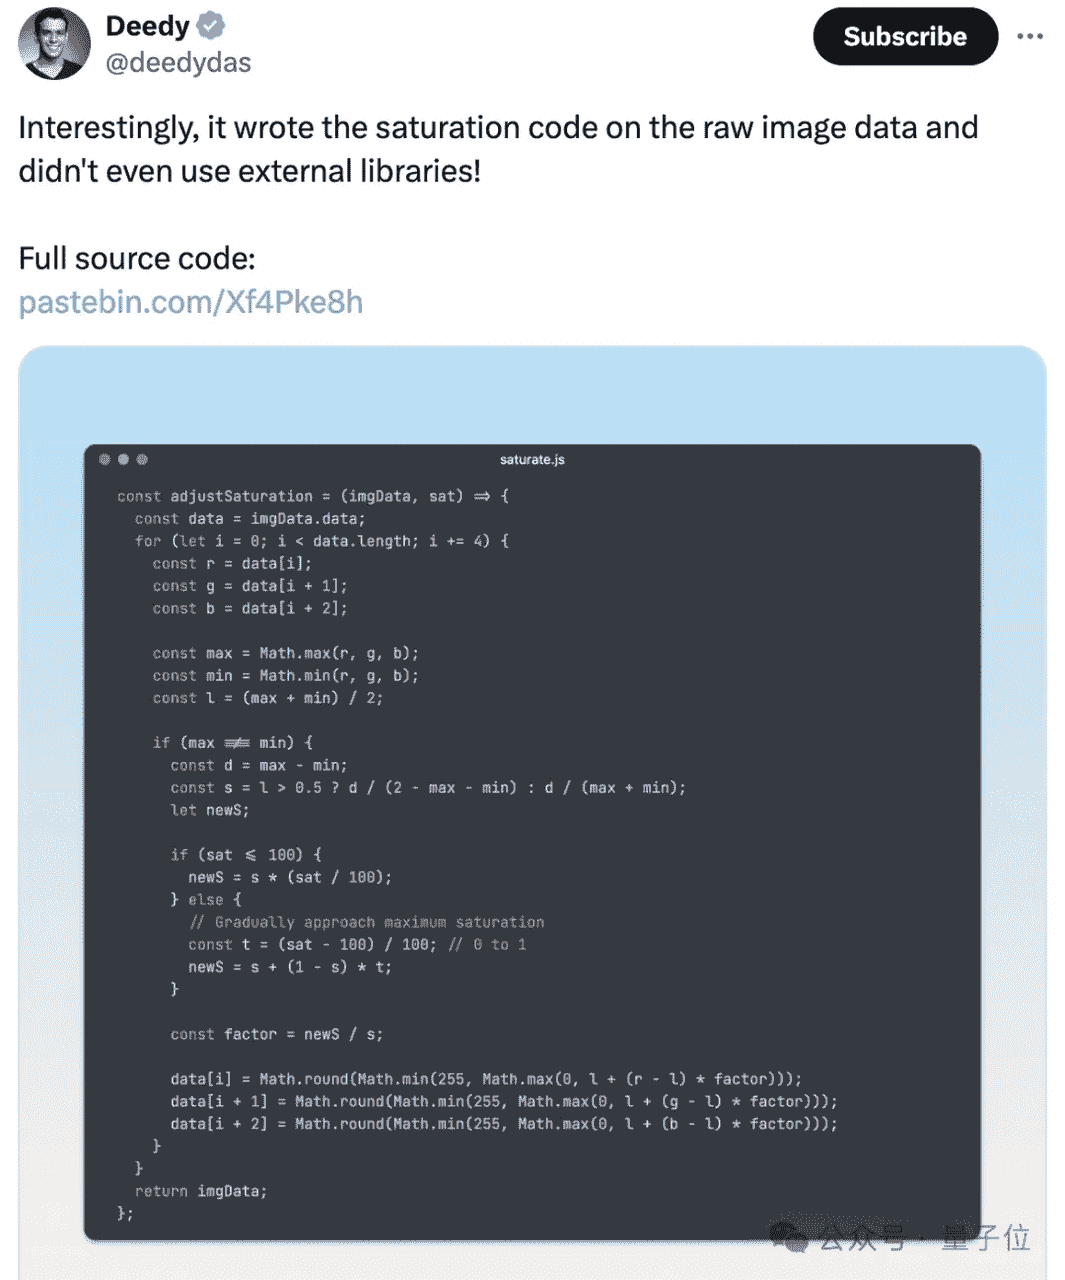 Deedy
@deedydas
Subscribe
Interestingly, it wrote the saturation code on the raw image data and
didn't even use external libraries!
Full source code:
pastebin.com/Xf4Pke8h
saturate.js
const adjustSaturation = (imgData, sat) => {
const data = imgData.data;
for (let i = 0; i < data.length; i += 4) {
const r = data[i];
const g = data[i + 1];
const b = data[i + 2];
const max = Math.max(r, g, b);
const min = Math.min(r, g, b);
const l = (max + min) / 2;
if (max !== min) {
const d = max - min;
const s = l > 0.5 ? d / (2 - max - min) : d / (max + min);
let newS;
if (sat <= 100) {
newS = s * (sat / 100);
} else {
// Gradually approach maximum saturation
const t = (sat - 100) / 100; // 0 to 1
newS = s + (1 - s) * t;
}
const factor = newS / s;
data[i] = Math.round(Math.min(255, Math.max(0, l + (r - l) * factor)));
data[i + 1] = Math.round(Math.min(255, Math.max(0, l + (g - l) * factor)));
data[i + 2] = Math.round(Math.min(255, Math.max(0, l + (b - l) * factor)));
}
}
return imgData;
};
公众号 · 量子位